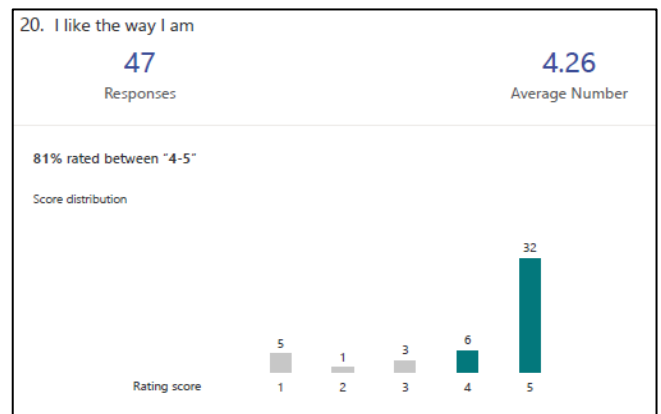 20. I like the way I am
47 4.26
Responses Average Number
81% rated between "4-5"
Score distribution
32
5 1 3 6
Rating score 1 2 3 4 5